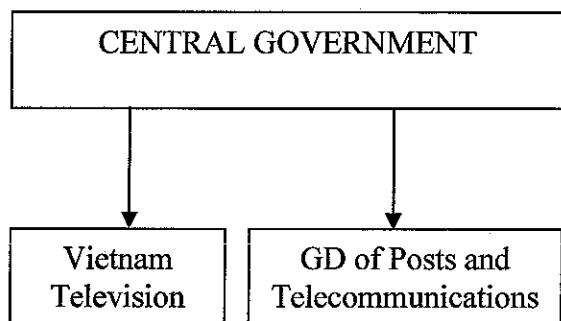 CENTRAL GOVERNMENT
Vietnam
Television
GD of Posts and
Telecommunications